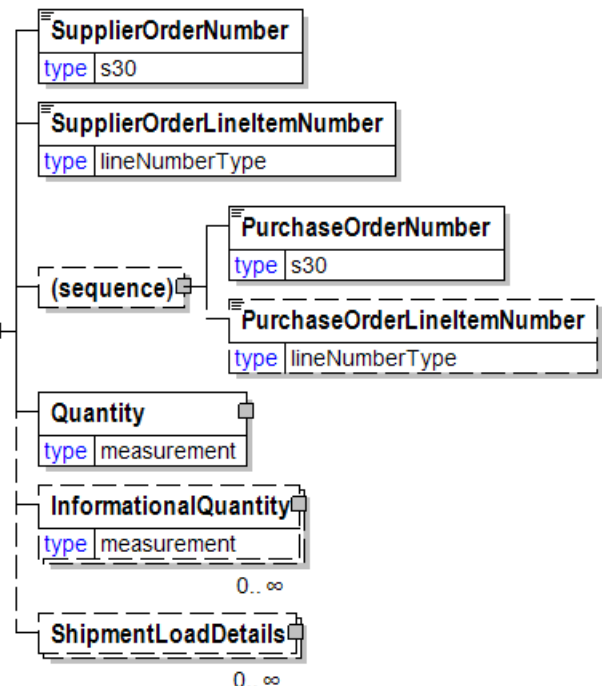 SupplierOrderNumber
type s30
SupplierOrderLineItemNumber
type lineNumberType
(sequence)
PurchaseOrderNumber
type s30
PurchaseOrderLineItemNumber
type lineNumberType
Quantity
type measurement
InformationalQuantity
type measurement
0.. ∞
ShipmentLoadDetails
0.. ∞